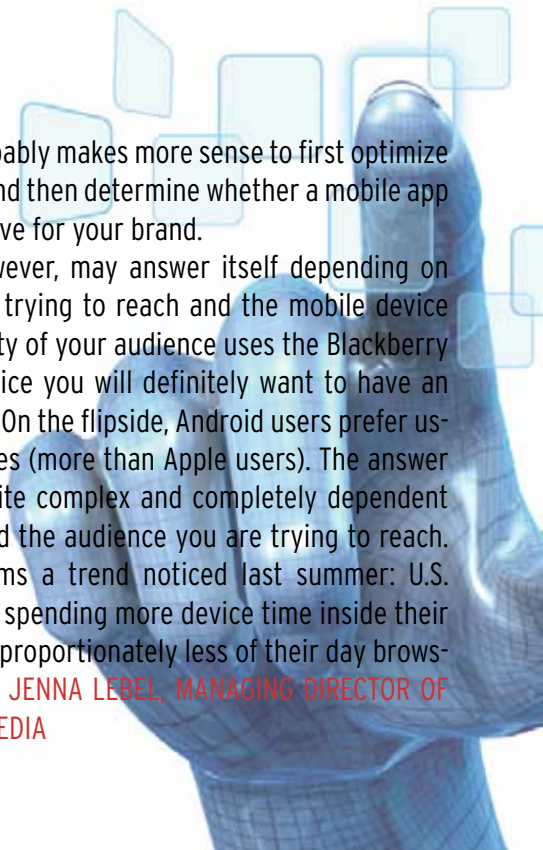 bably makes more sense to first optimize
nd then determine whether a mobile app
ve for your brand.
wever, may answer itself depending on
trying to reach and the mobile device
ty of your audience uses the Blackberry
ice you will definitely want to have an
On the flipside, Android users prefer us-
es (more than Apple users). The answer
ite complex and completely dependent
d the audience you are trying to reach.
ms a trend noticed last summer: U.S.
spending more device time inside their
proportionately less of their day brows-
JENNA LEBEL, MANAGING DIRECTOR OF
EDIA